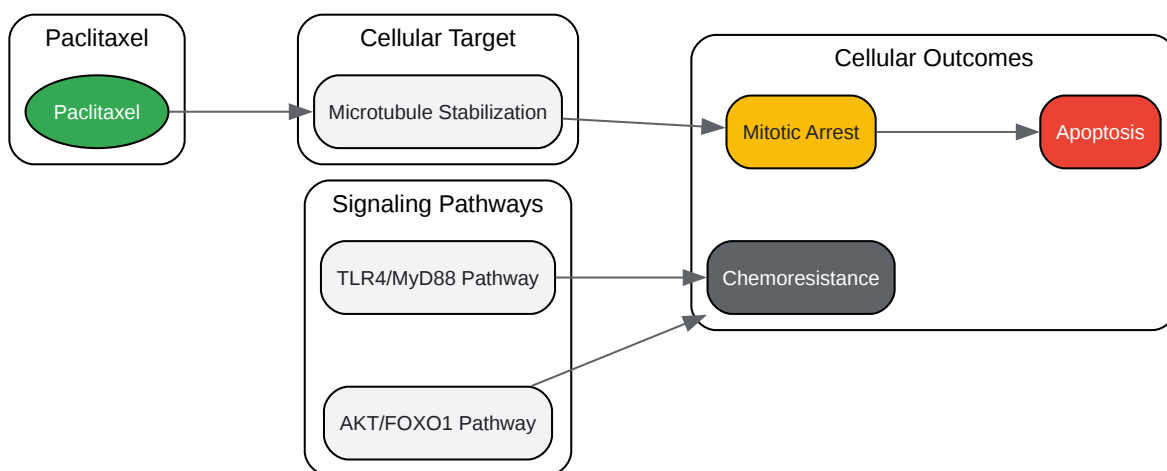 Paclitaxel
Paclitaxel
Cellular Target
Microtubule Stabilization
Signaling Pathways
TLR4/MyD88 Pathway
AKT/FOXO1 Pathway
Cellular Outcomes
Mitotic Arrest
Apoptosis
Chemoresistance